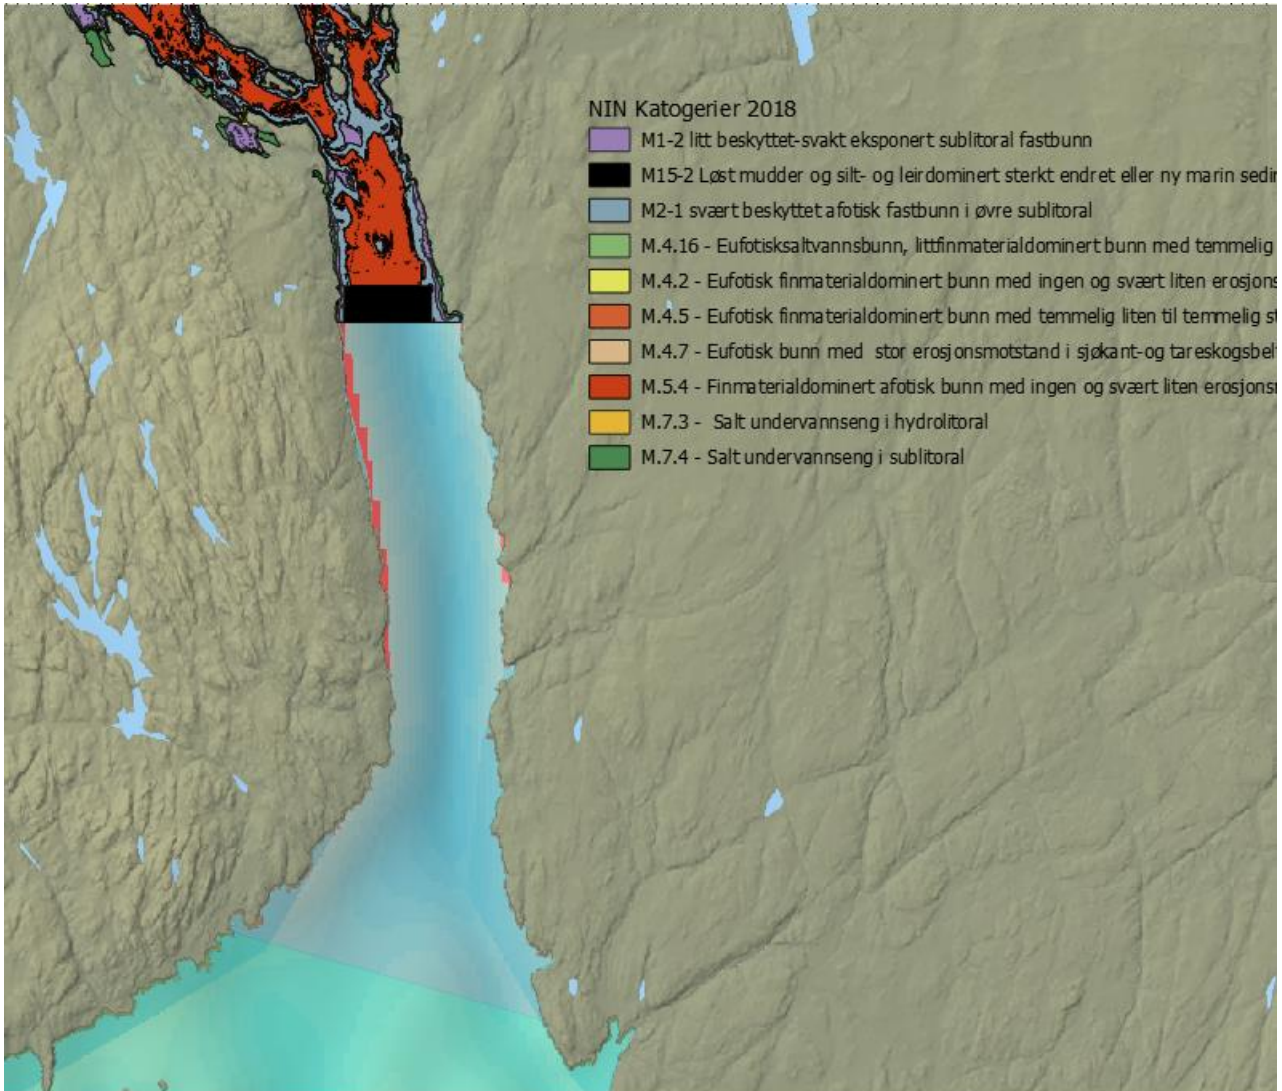 NIN Katogerier 2018
M1-2 litt beskyttet-svakt eksponert sublitoral fastbunn
M15-2 Løst mudder og silt- og leirdominert sterkt endret eller ny marin sedi
M2-1 svært beskyttet afotisk fastbunn i øvre sublitoral
M.4.16 - Eufotisksaltvannsbunn, littfinmaterialdominert bunn med temmelig
M.4.2 - Eufotisk finmaterialdominert bunn med ingen og svært liten erosjons
M.4.5 - Eufotisk finmaterialdominert bunn med temmelig liten til temmelig st
M.4.7 - Eufotisk bunn med stor erosjonsmotstand i sjøkant-og tareskogsbel
M.5.4 - Finmaterialdominert afotisk bunn med ingen og svært liten erosjons
M.7.3 - Salt undervannseng i hydrolitoral
M.7.4 - Salt undervannseng i sublitoral